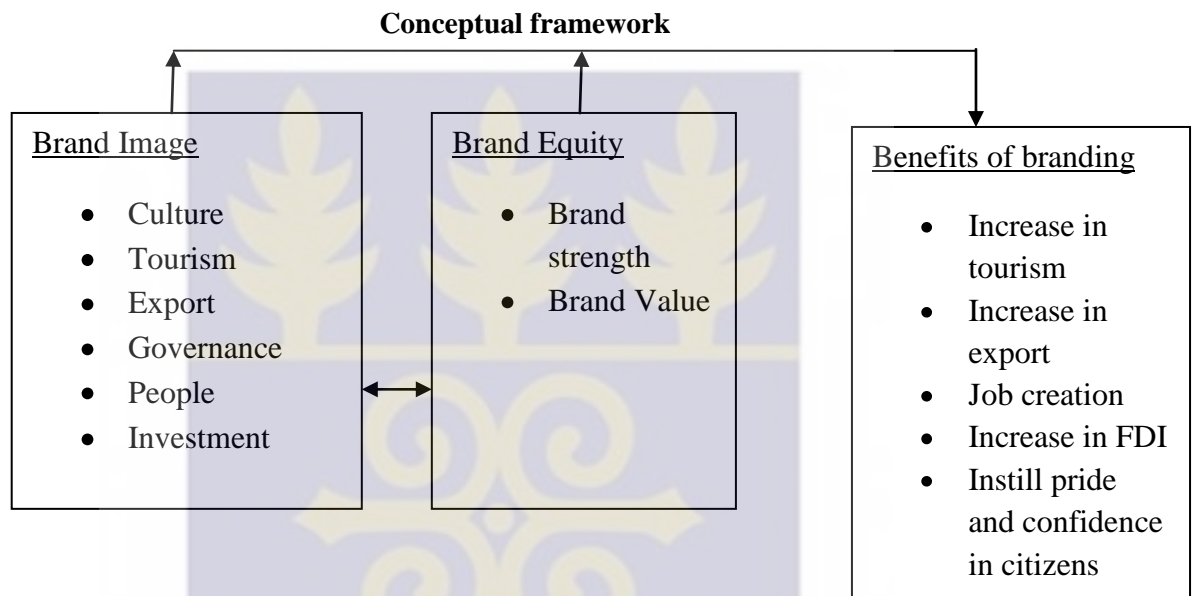 Conceptual framework
Brand Image
• Culture
• Tourism
• Export
• Governance
• People
• Investment
Brand Equity
• Brand
strength
• Brand Value
Benefits of branding
• Increase in
tourism
• Increase in
export
• Job creation
• Increase in FDI
• Instill pride
and confidence
in citizens